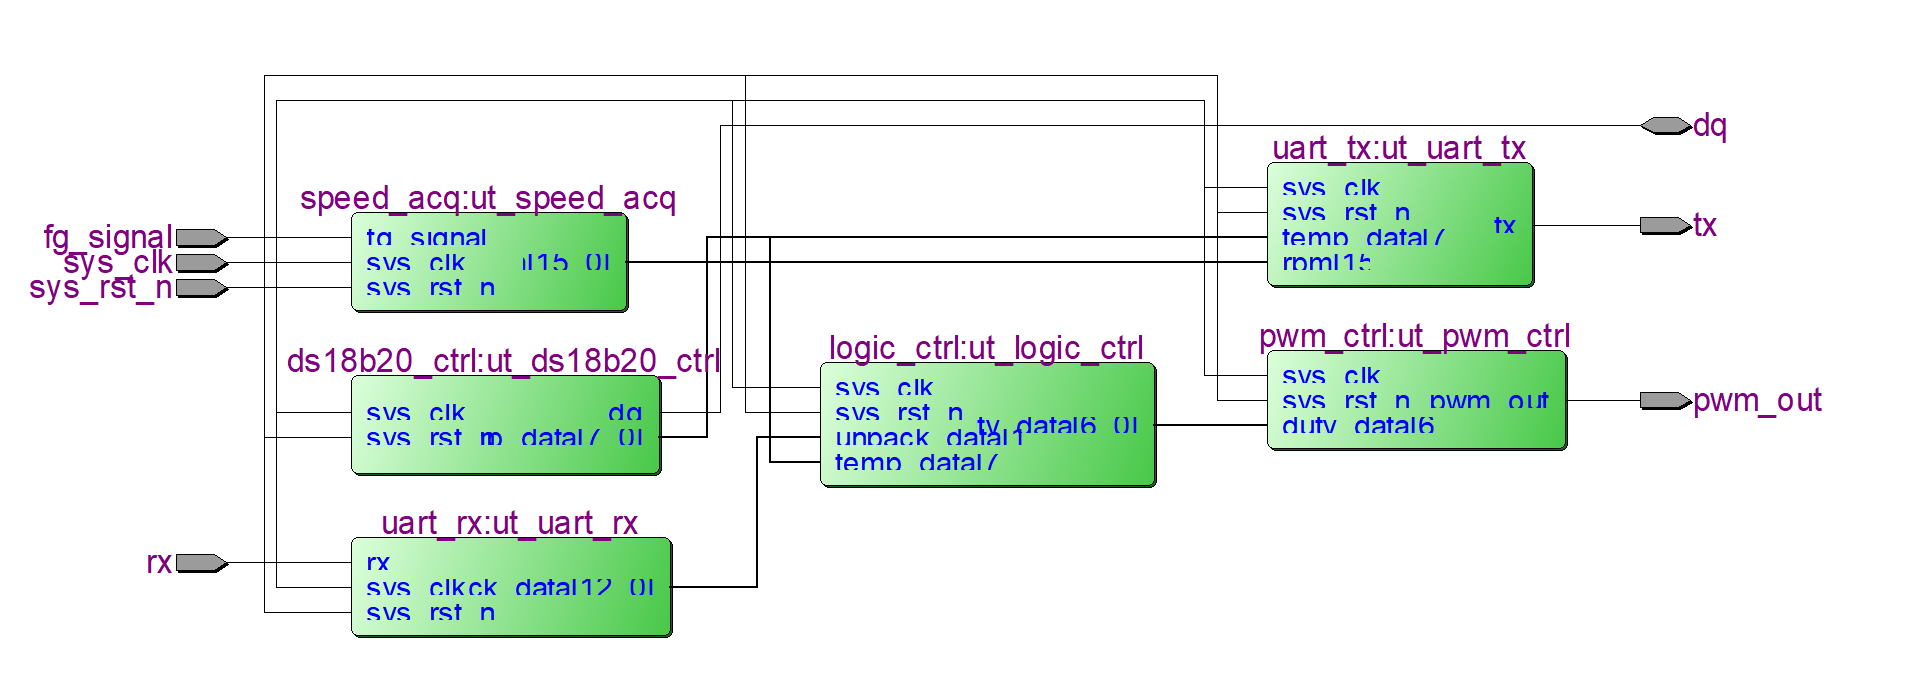 dq
uart_tx:ut_uart_tx
sys_clk
sys_rst_n
temp_data[7
rpm[15
tx
tx
speed_acq:ut_speed_acq
fg_signal
sys_clk
sys_rst_n
fg_signal
sys_clk
sys_rst_n
[15..0]
ds18b20_ctrl:ut_ds18b20_ctrl
sys_clk
sys_rst_n
dq
p_data[7..0]
logic_ctrl:ut_logic_ctrl
sys_clk
sys_rst_n
unpack_data[1
temp_data[7
ty_data[6..0]
pwm_ctrl:ut_pwm_ctrl
sys_clk
sys_rst_n
duty_data[6
pwm_out
pwm_out
uart_rx:ut_uart_rx
rx
rx
sys_clk
sys_rst_n
ck_data[12..0]